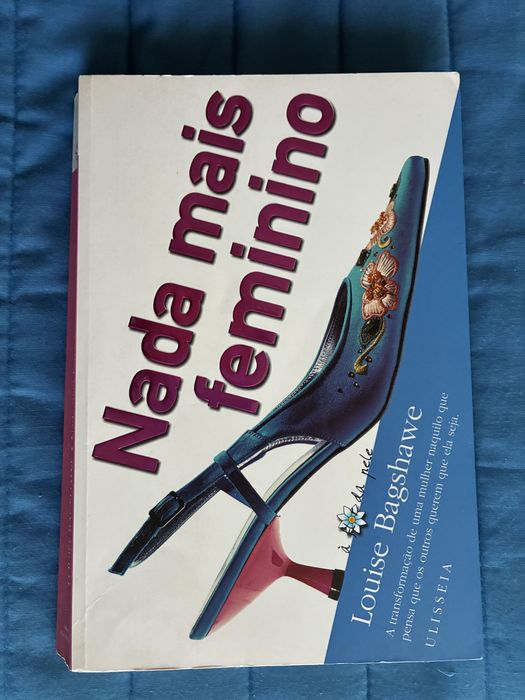 Nada mais
feminino
à da pele
Louise Bagshawe
A transformação de uma mulher naquilo que
pensa que os outros querem que ela seja.
ULISSEIA